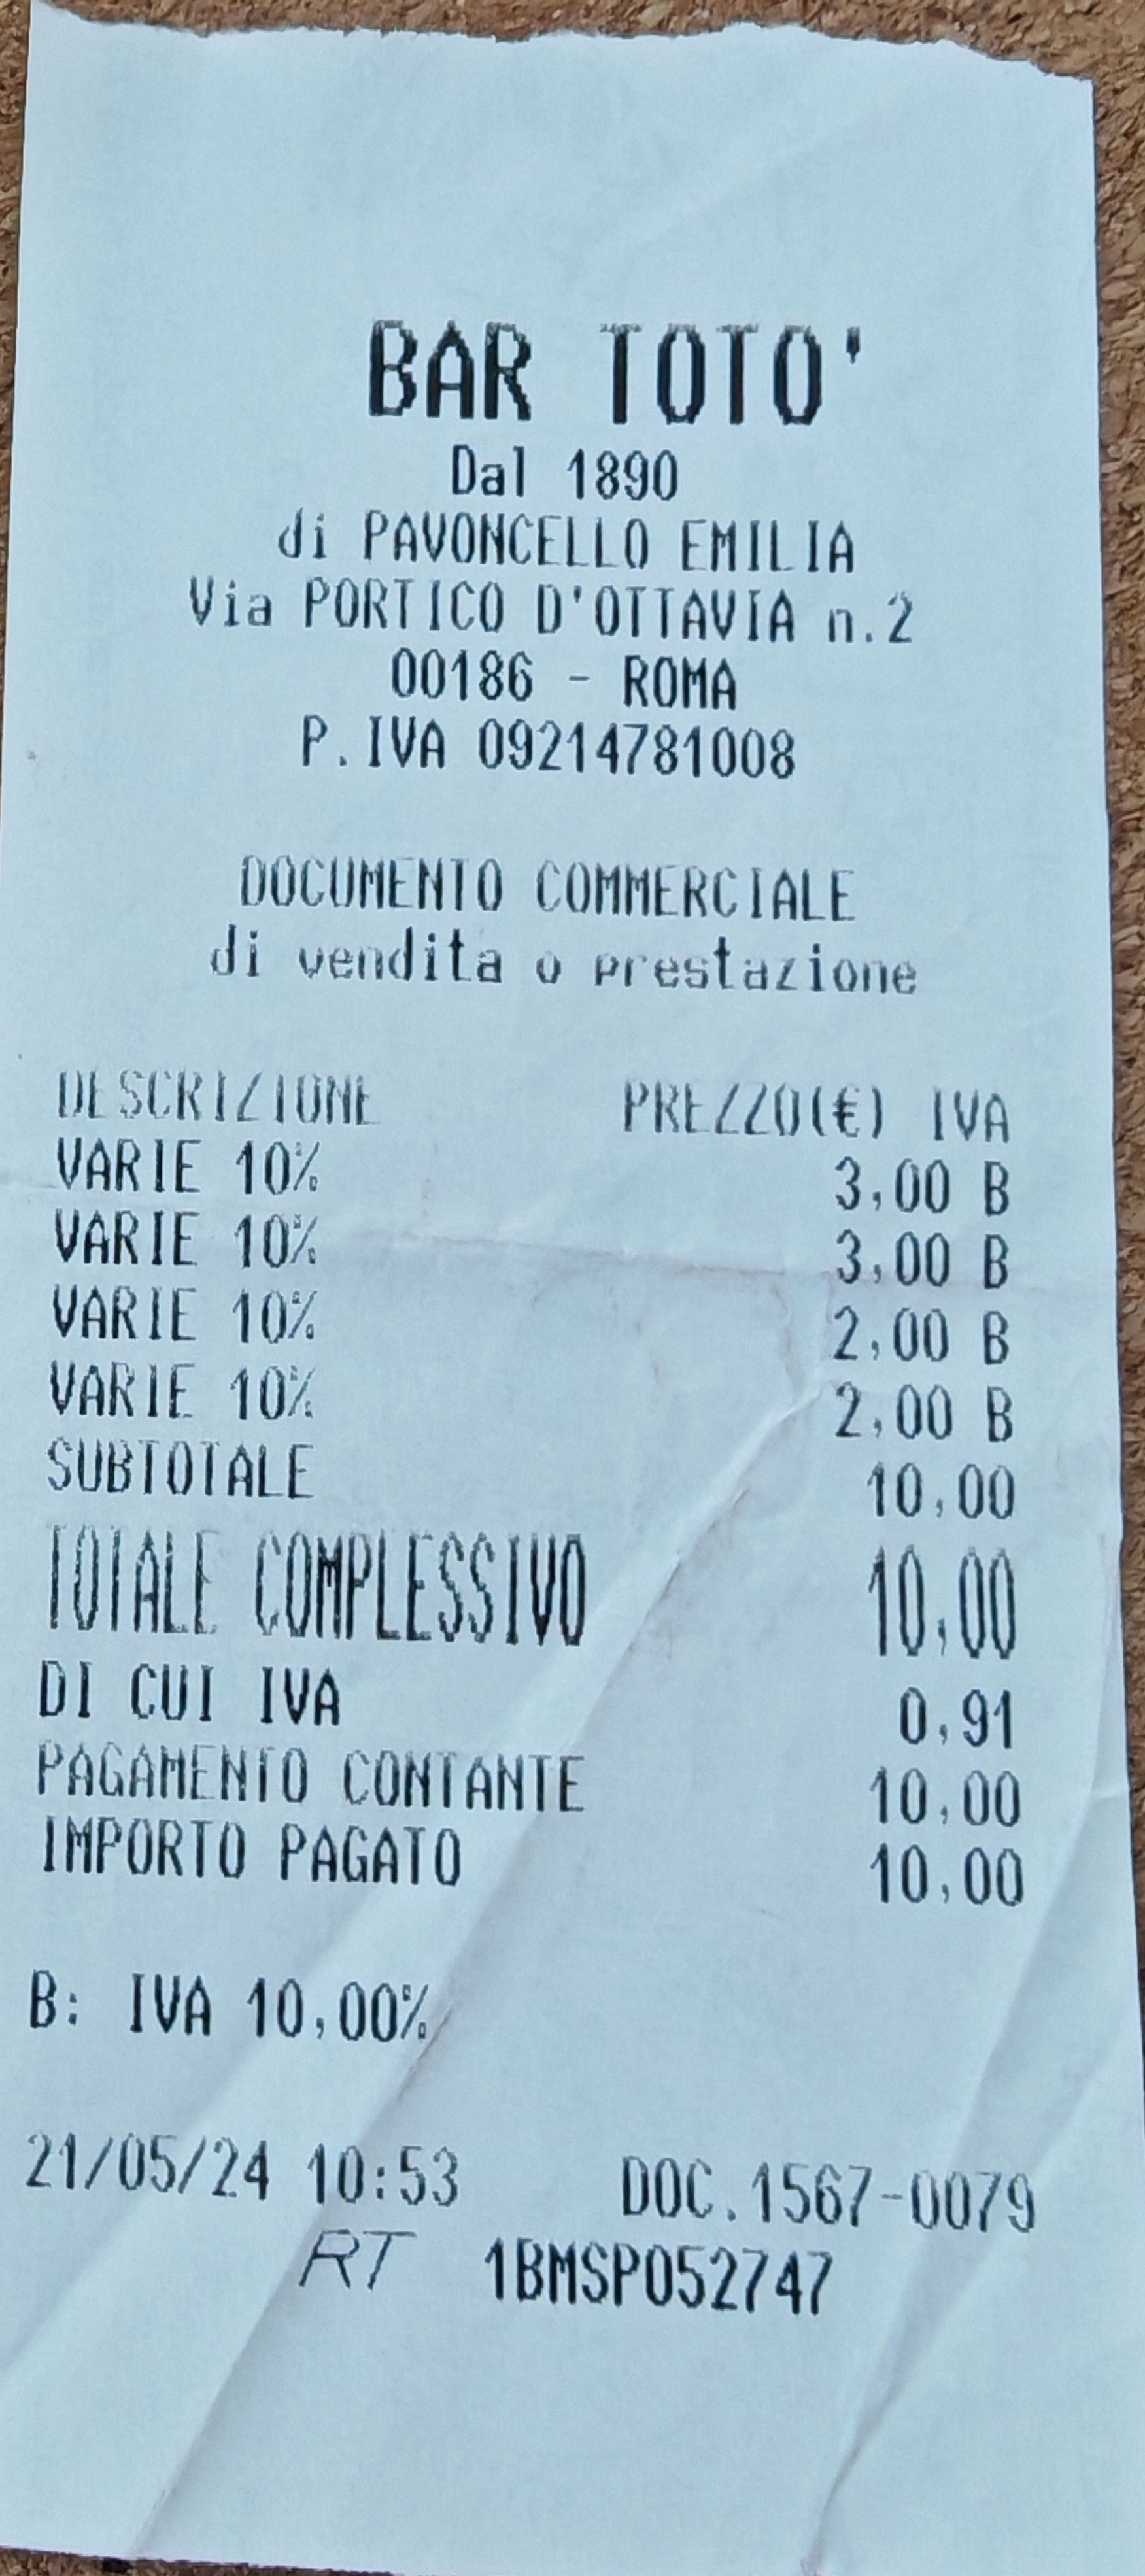 BAR TOTO'
Dal 1890
di PAVONCELLO EMILIA
Via PORTICO D'OTTAVIA n.2
00186 - ROMA
P.IVA 09214781008
DOCUMENTO COMMERCIALE
di vendita o prestazione
DESCRIZIONE PREZZO(€) IVA
VARIE 10% 3,00 B
VARIE 10% 3,00 B
VARIE 10% 2,00 B
VARIE 10% 2,00 B
SUBTOTALE 10,00
TOTALE COMPLESSIVO 10,00
DI CUI IVA 0,91
PAGAMENTO CONTANTE 10,00
IMPORTO PAGATO 10,00
B: IVA 10,00%
21/05/24 10:53 DOC.1567-0079
RT 1BMSP052747